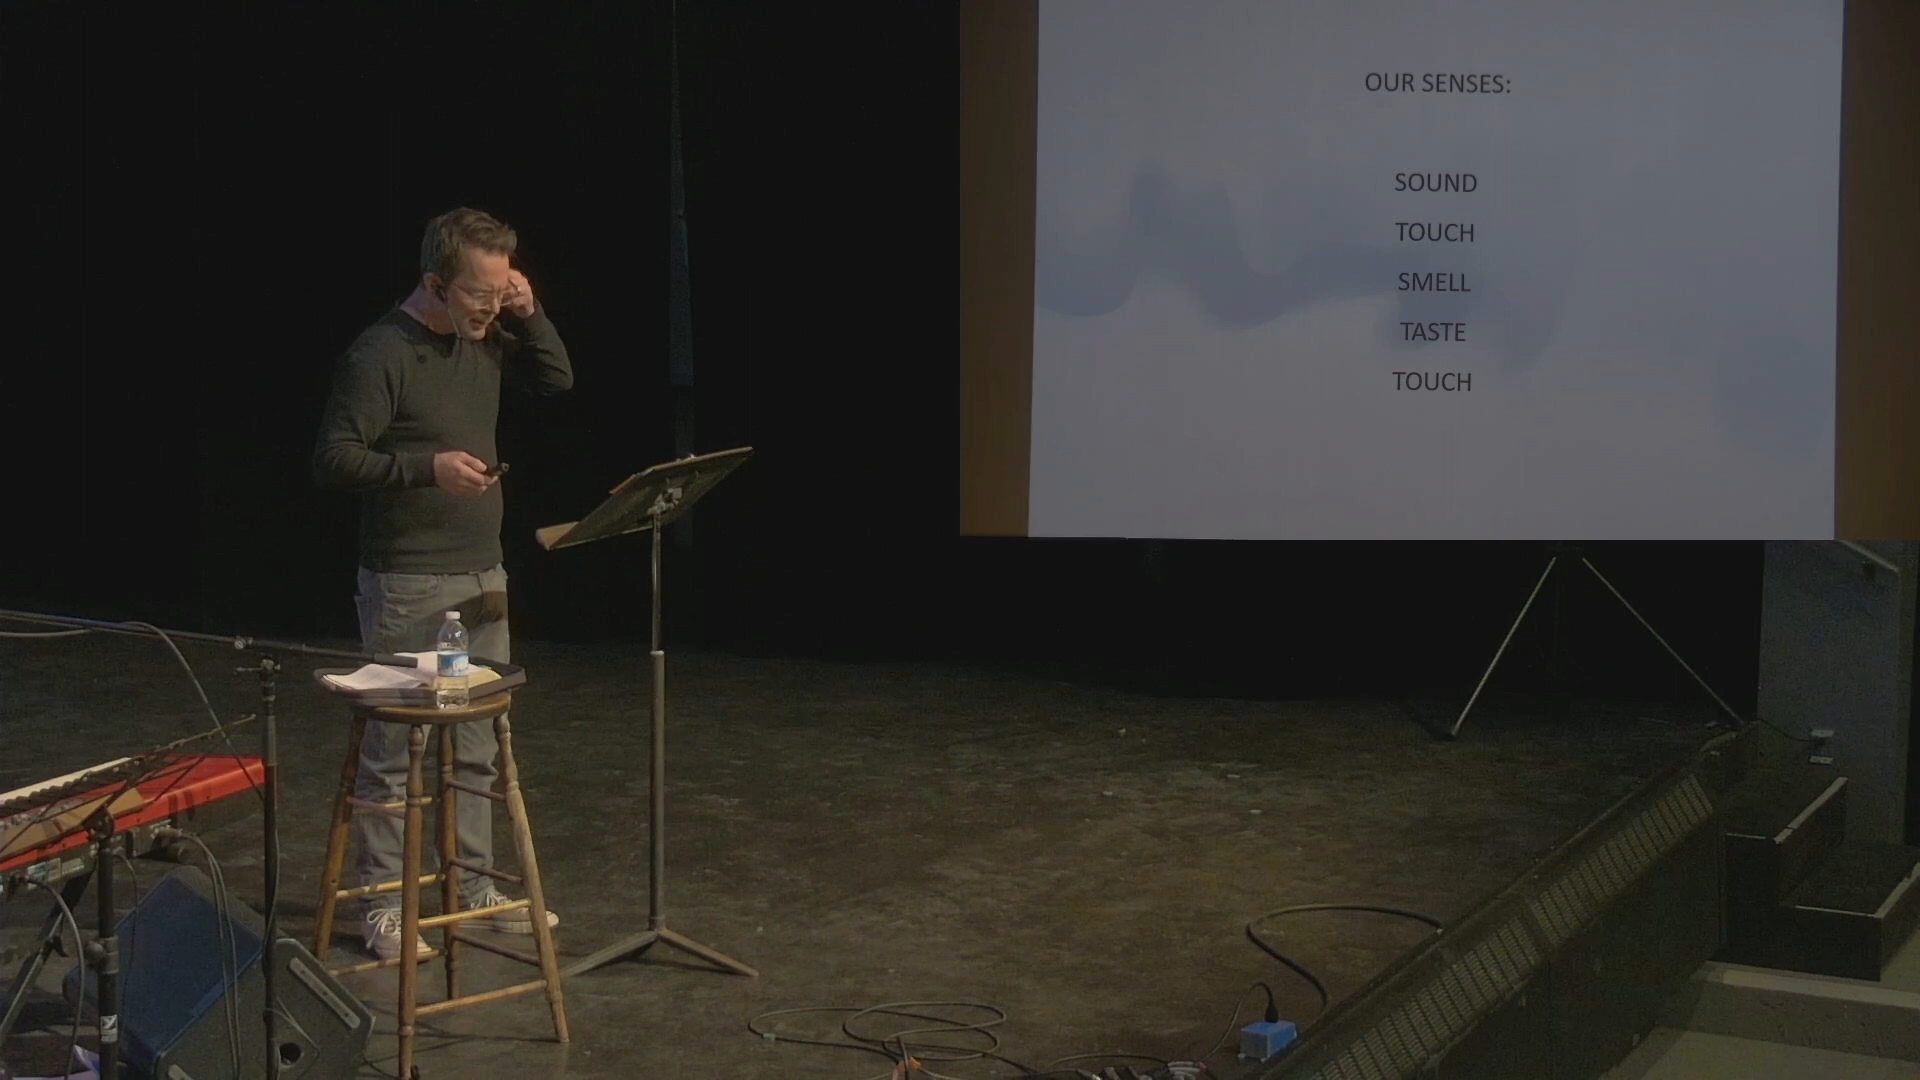 OUR SENSES:
SOUND
TOUCH
SMELL
TASTE
TOUCH